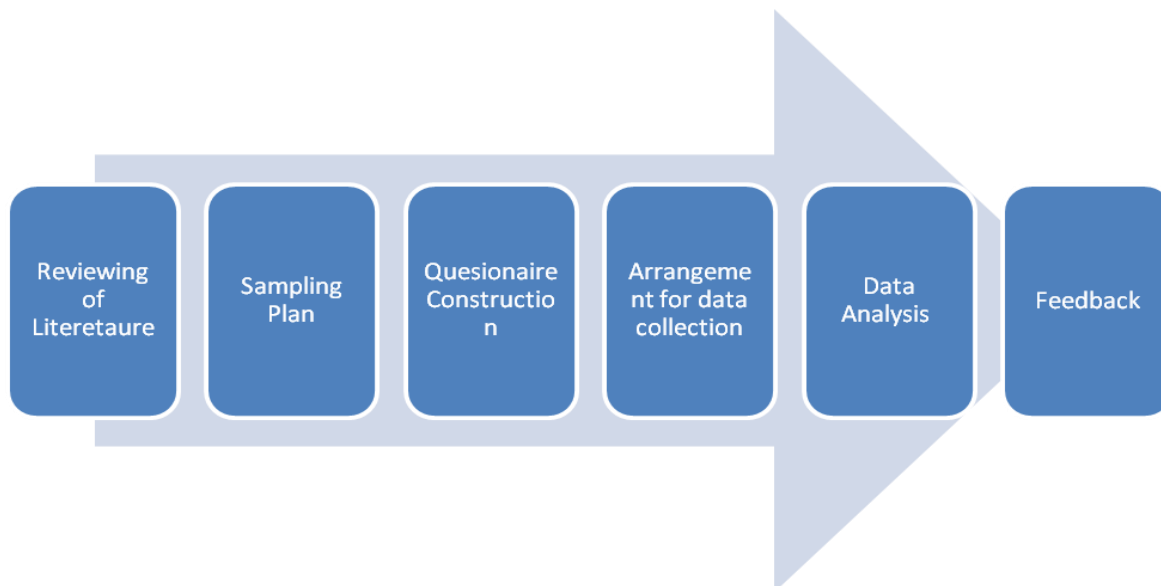 Reviewing
of
Literetaure
Sampling
Plan
Quesionaire
Constructio
n
Arrangeme
nt for data
collection
Data
Analysis
Feedback